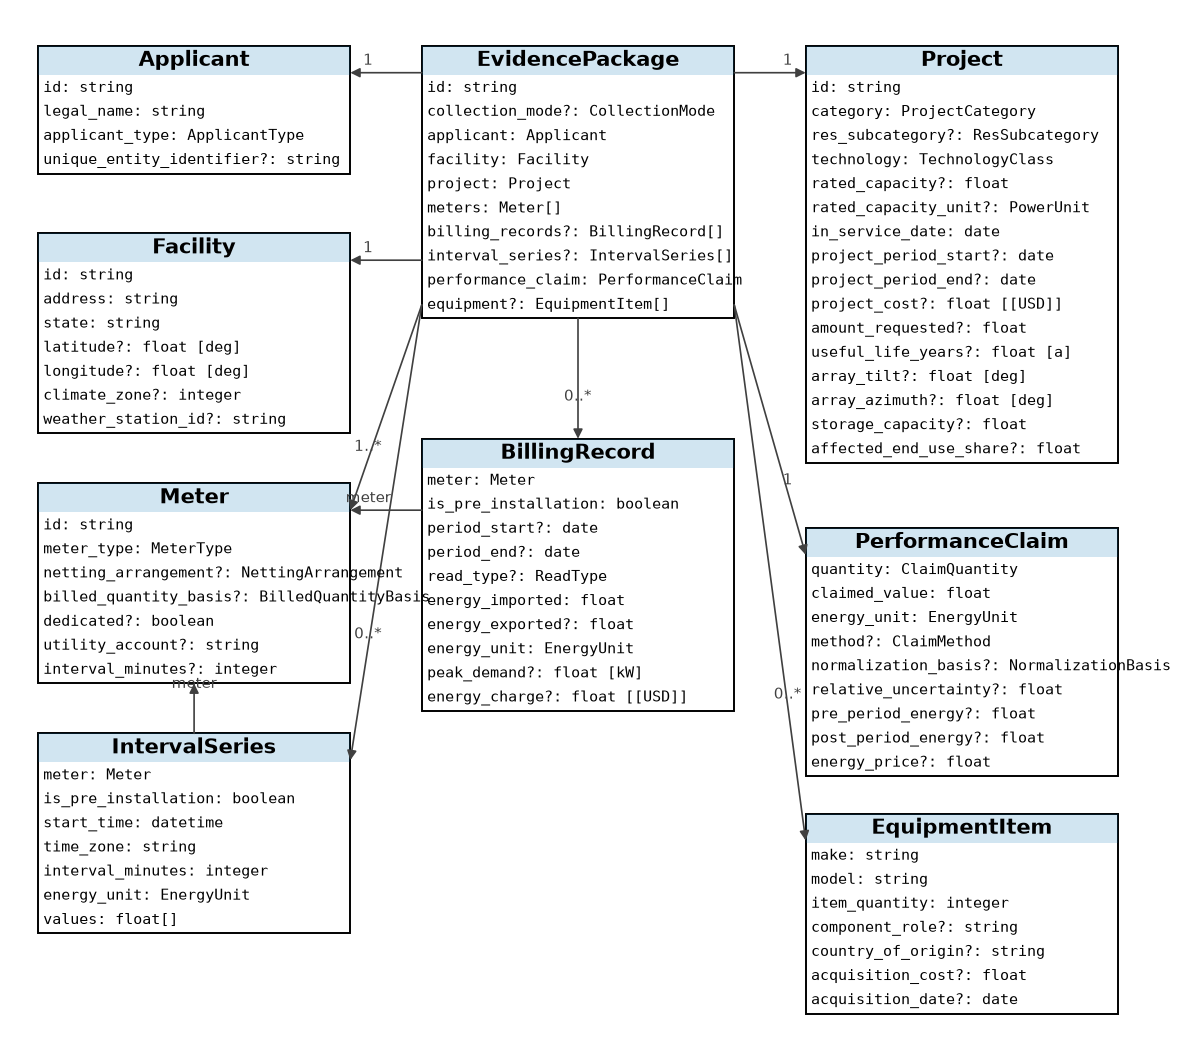 Applicant
id: string
legal_name: string
applicant_type: ApplicantType
unique_entity_identifier?: string
1
EvidencePackage
id: string
collection_mode?: CollectionMode
applicant: Applicant
facility: Facility
project: Project
meters: Meter[]
billing_records?: BillingRecord[]
interval_series?: IntervalSeries[]
performance_claim: PerformanceClaim
equipment?: EquipmentItem[]
1
Project
id: string
category: ProjectCategory
res_subcategory?: ResSubcategory
technology: TechnologyClass
rated_capacity?: float
rated_capacity_unit?: PowerUnit
in_service_date: date
project_period_start?: date
project_period_end?: date
project_cost?: float [[USD]]
amount_requested?: float
useful_life_years?: float [a]
array_tilt?: float [deg]
array_azimuth?: float [deg]
storage_capacity?: float
affected_end_use_share?: float
Facility
id: string
address: string
state: string
latitude?: float [deg]
longitude?: float [deg]
climate_zone?: integer
weather_station_id?: string
1
1..*
0..*
Meter
id: string
meter_type: MeterType
netting_arrangement?: NettingArrangement
billed_quantity_basis?: BilledQuantityBasis
dedicated?: boolean
utility_account?: string
interval_minutes?: integer
meter
0..*
BillingRecord
meter: Meter
is_pre_installation: boolean
period_start?: date
period_end?: date
read_type?: ReadType
energy_imported: float
energy_exported?: float
energy_unit: EnergyUnit
peak_demand?: float [kW]
energy_charge?: float [[USD]]
1
PerformanceClaim
quantity: ClaimQuantity
claimed_value: float
energy_unit: EnergyUnit
method?: ClaimMethod
normalization_basis?: NormalizationBasis
relative_uncertainty?: float
pre_period_energy?: float
post_period_energy?: float
energy_price?: float
0..*
meter
IntervalSeries
meter: Meter
is_pre_installation: boolean
start_time: datetime
time_zone: string
interval_minutes: integer
energy_unit: EnergyUnit
values: float[]
EquipmentItem
make: string
model: string
item_quantity: integer
component_role?: string
country_of_origin?: string
acquisition_cost?: float
acquisition_date?: date